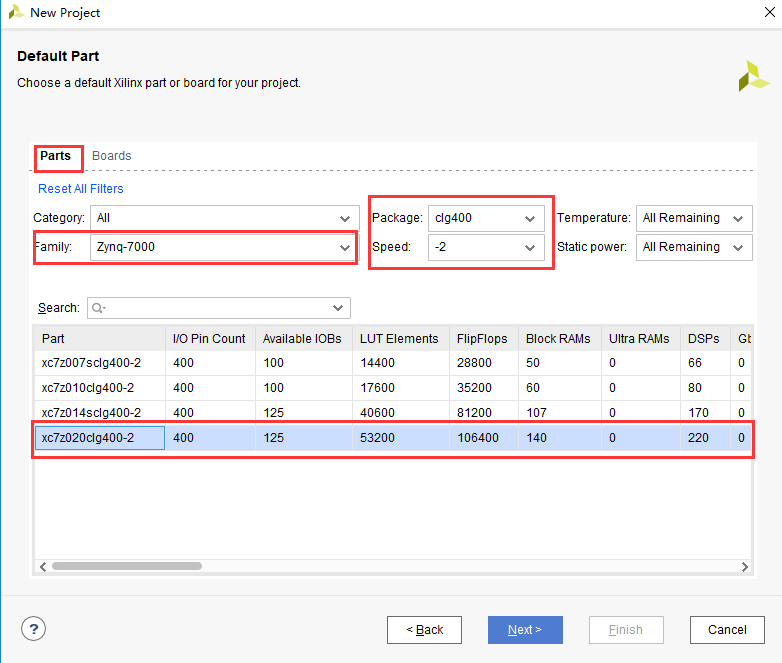 New Project
Default Part
Choose a default Xilinx part or board for your project.
Parts Boards
Reset All Filters
Category: All Package: clg400 Temperature: All Remaining
Family: Zynq-7000 Speed: -2 Static power: All Remaining
Search: Q-
Part I/O Pin Count Available IOBs LUT Elements FlipFlops Block RAMs Ultra RAMs DSPs Gt
xc7z007sclg400-2 400 100 14400 28800 50 0 66 0
xc7z010clg400-2 400 100 17600 35200 60 0 80 0
xc7z014sclg400-2 400 125 40600 81200 107 0 170 0
xc7z020clg400-2 400 125 53200 106400 140 0 220 0
? < Back Next > Finish Cancel